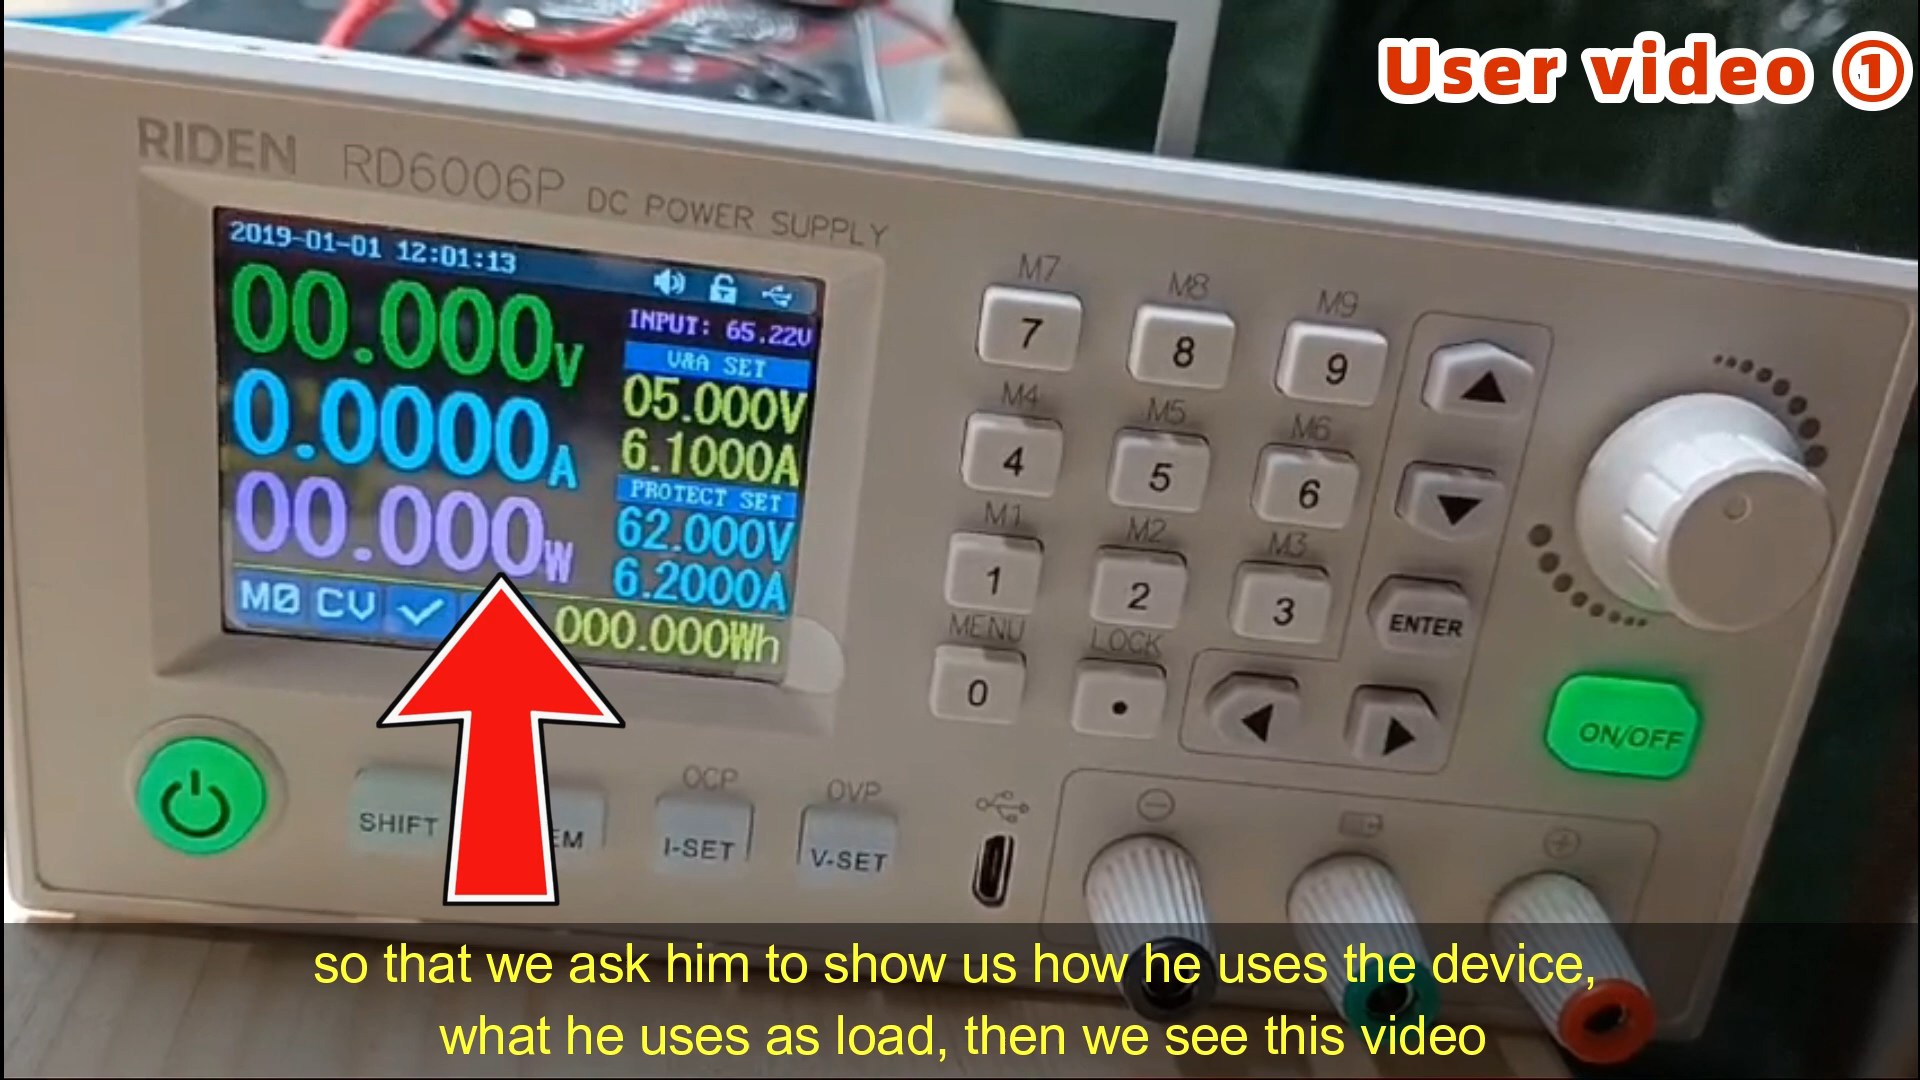 User video ①
RIDEN RD6006P DC POWER SUPPLY
2019-01-01 12:01:13
00.000V
0.0000A
00.000W
INPUT: 65.22V
V&A SET
05.000V
6.1000A
PROTECT SET
62.000V
6.2000A
M0 CV
000.000Wh
M7 M8 M9
7 8 9
M4 M5 M6
4 5 6
M1 M2 M3
1 2 3
ENTER
MENU LOCK
0 .
ON/OFF
SHIFT
EM
OCP
I-SET
OVP
V-SET
so that we ask him to show us how he uses the device,
what he uses as load, then we see this video